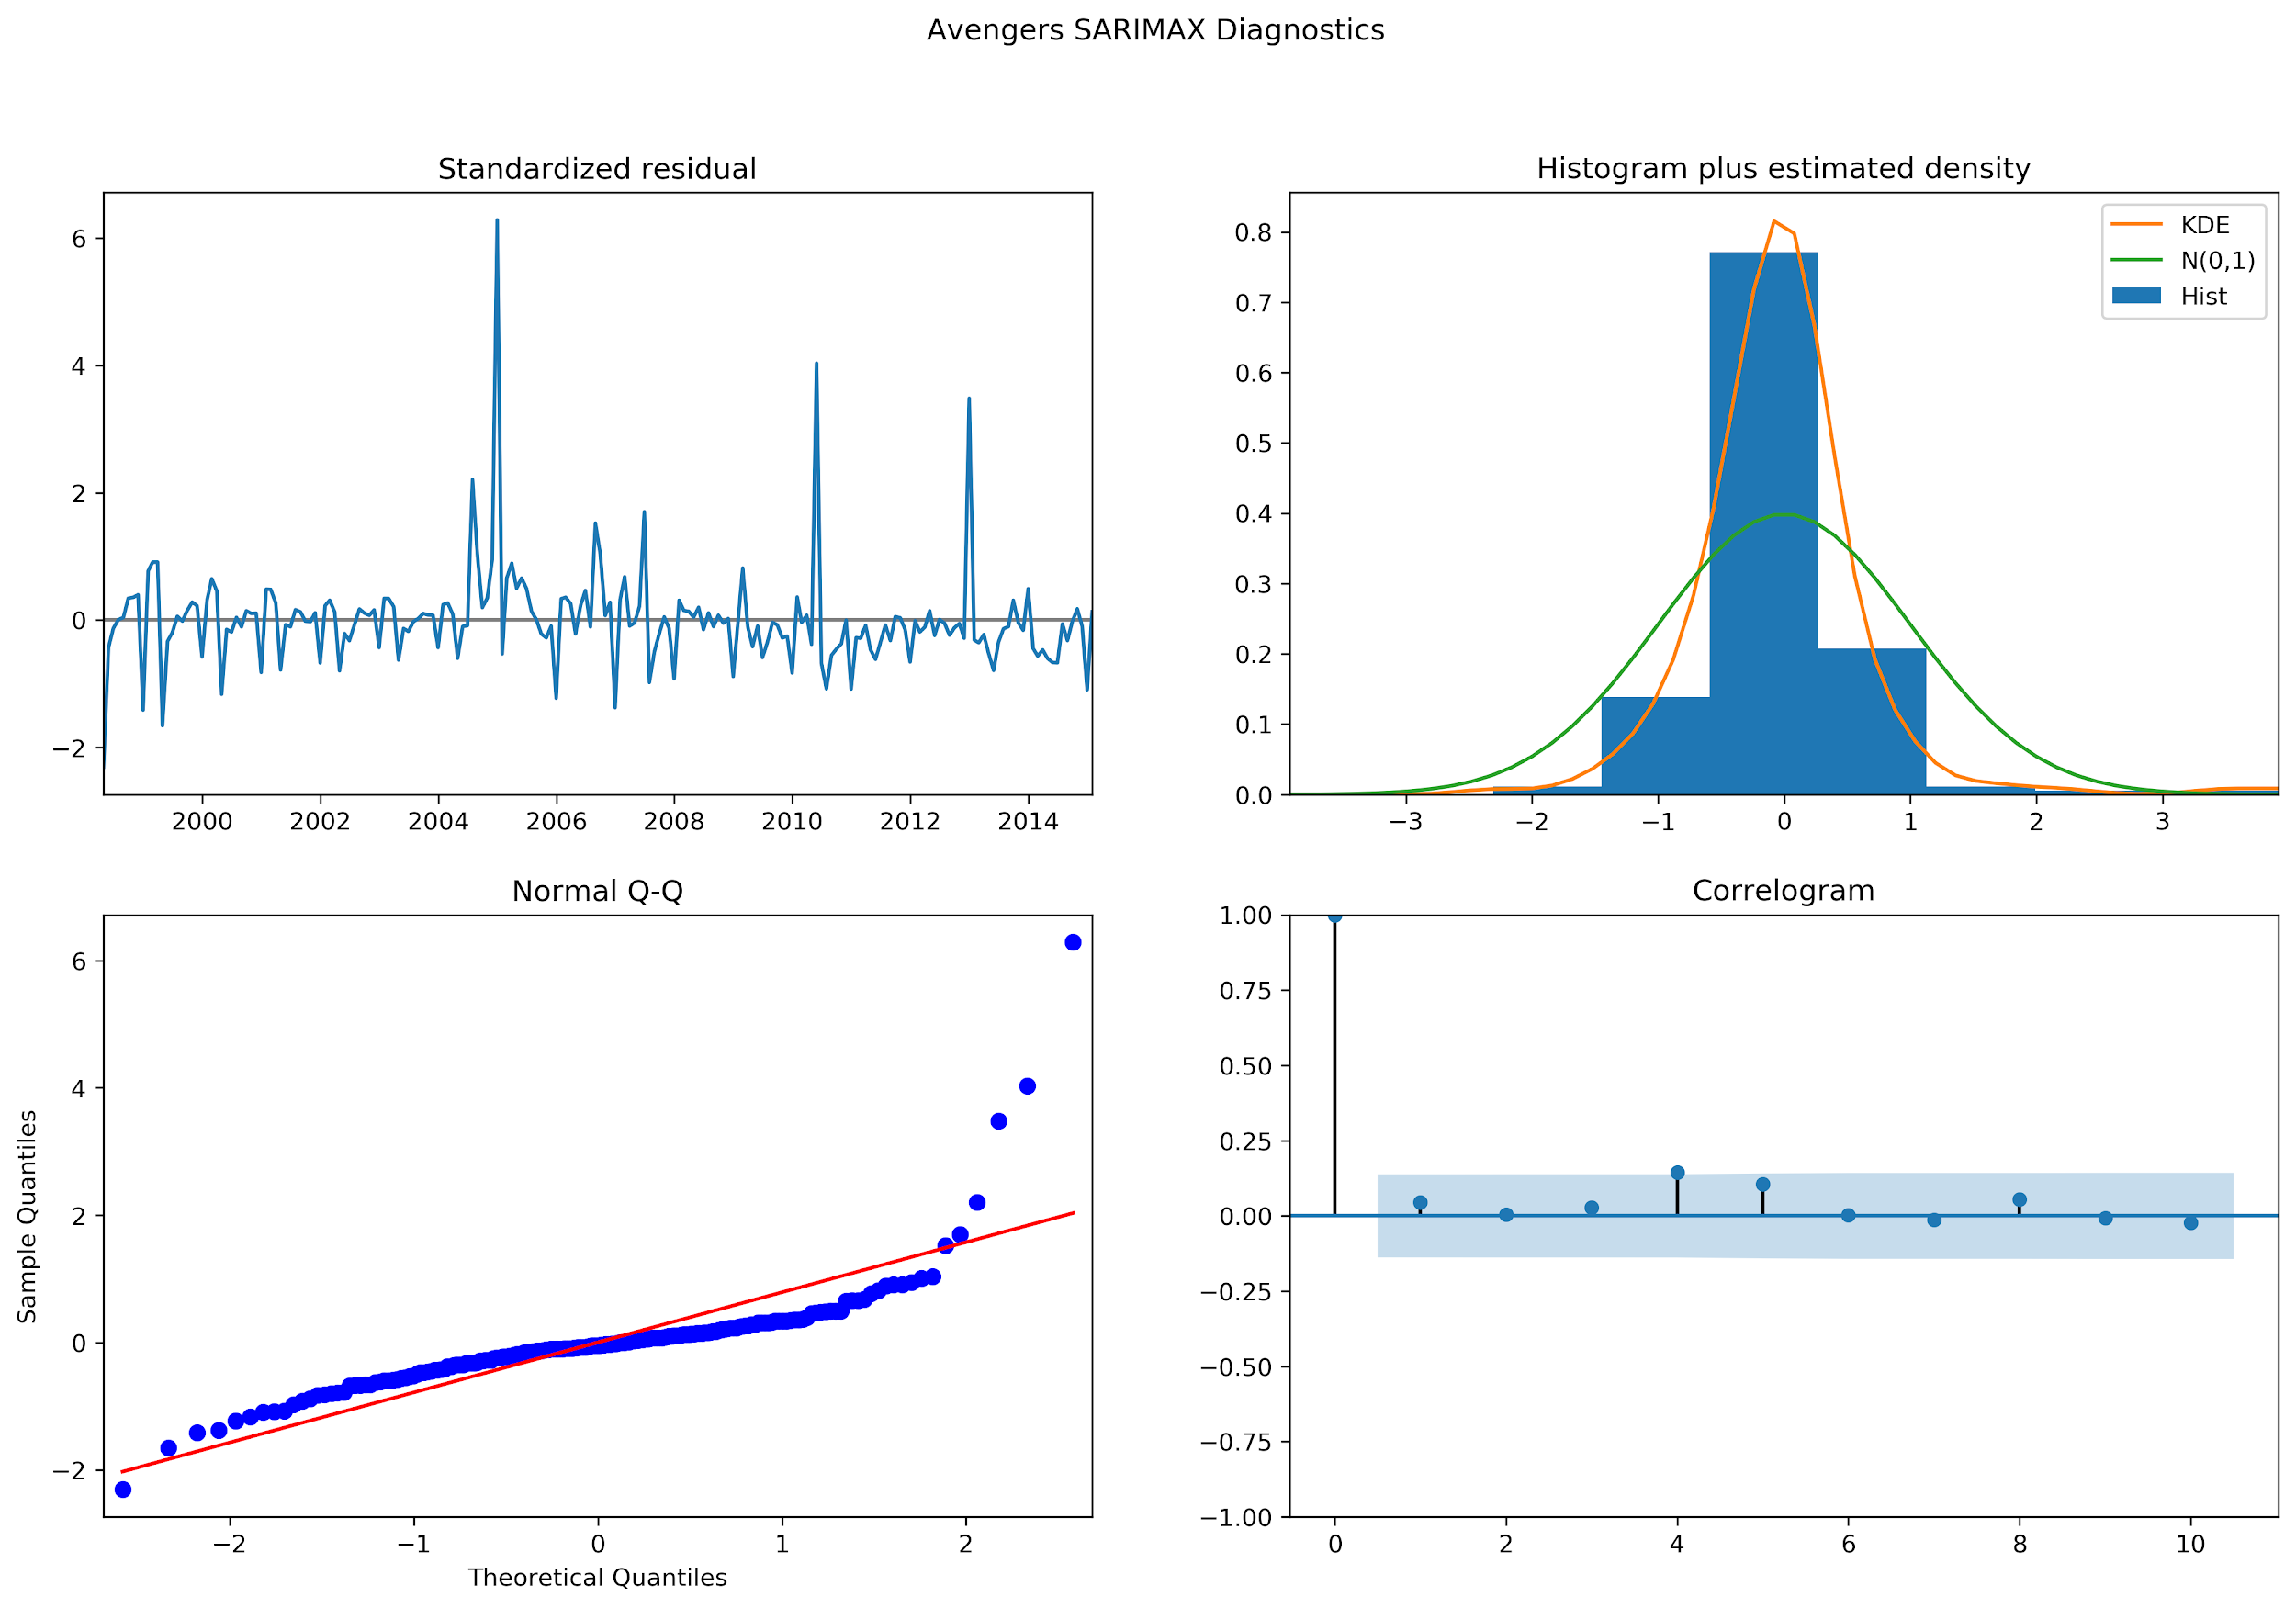 Avengers SARIMAX Diagnostics
Standardized residual
6
4
2
0
−2
2000 2002 2004 2006 2008 2010 2012 2014
Histogram plus estimated density
KDE
N(0,1)
Hist
0.8
0.7
0.6
0.5
0.4
0.3
0.2
0.1
0.0
−3 −2 −1 0 1 2 3
Normal Q-Q
Sample Quantiles
6
4
2
0
−2
−2 −1 0 1 2
Theoretical Quantiles
Correlogram
1.00
0.75
0.50
0.25
0.00
−0.25
−0.50
−0.75
−1.00
0 2 4 6 8 10